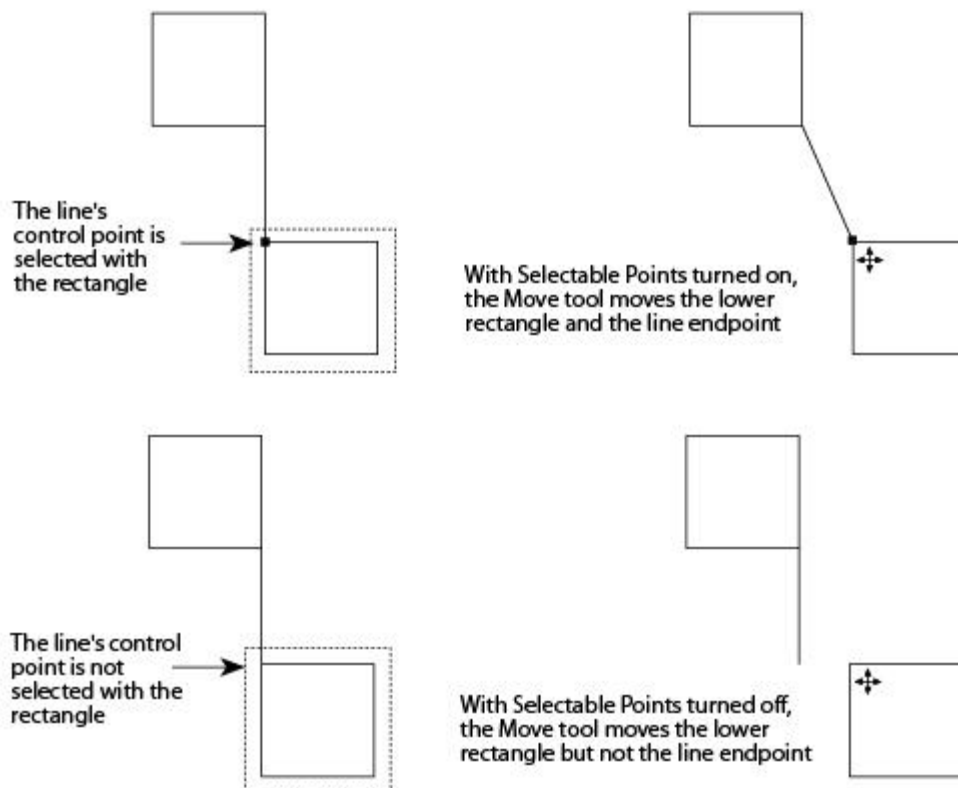 The line's
control point is
selected with
the rectangle
With Selectable Points turned on,
the Move tool moves the lower
rectangle and the line endpoint
The line's control
point is not
selected with the
rectangle
With Selectable Points turned off,
the Move tool moves the lower
rectangle but not the line endpoint